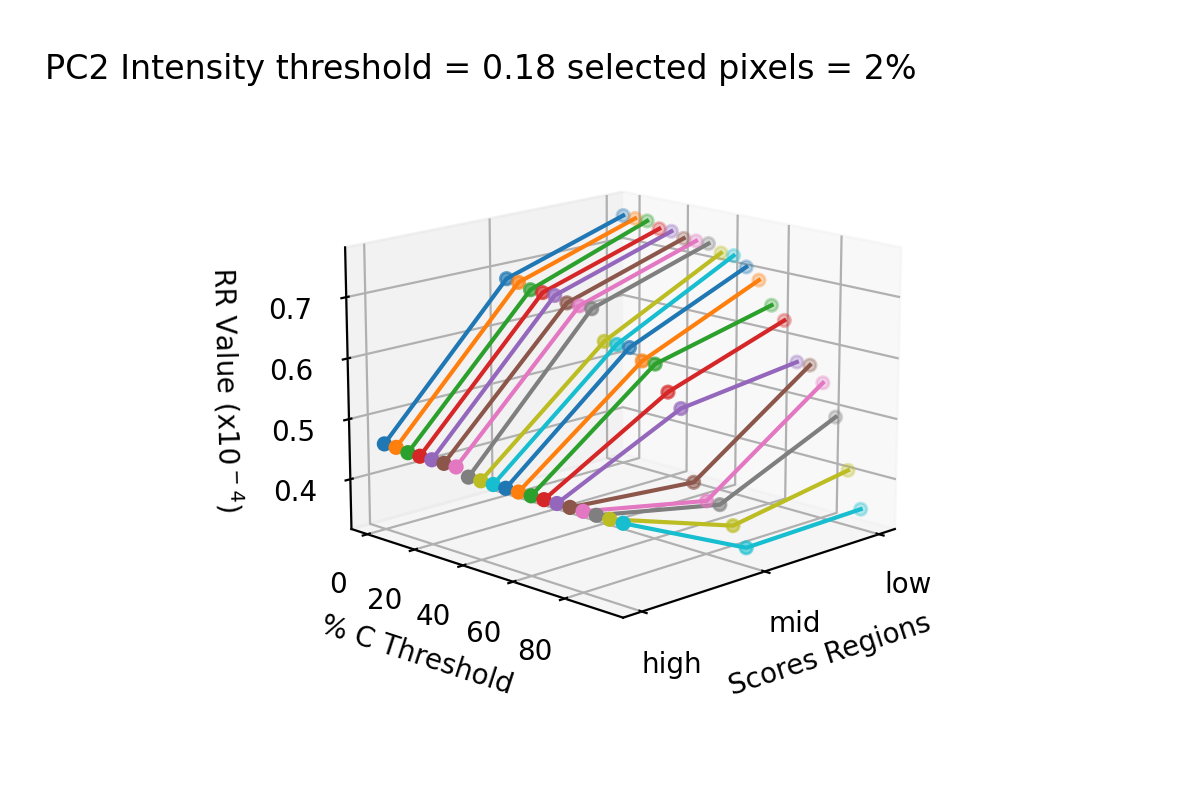 PC2 Intensity threshold = 0.18 selected pixels = 2%
RR Value (x10⁻⁴)
0.7
0.6
0.5
0.4
0
20
40
60
80
% C Threshold
high
mid
low
Scores Regions